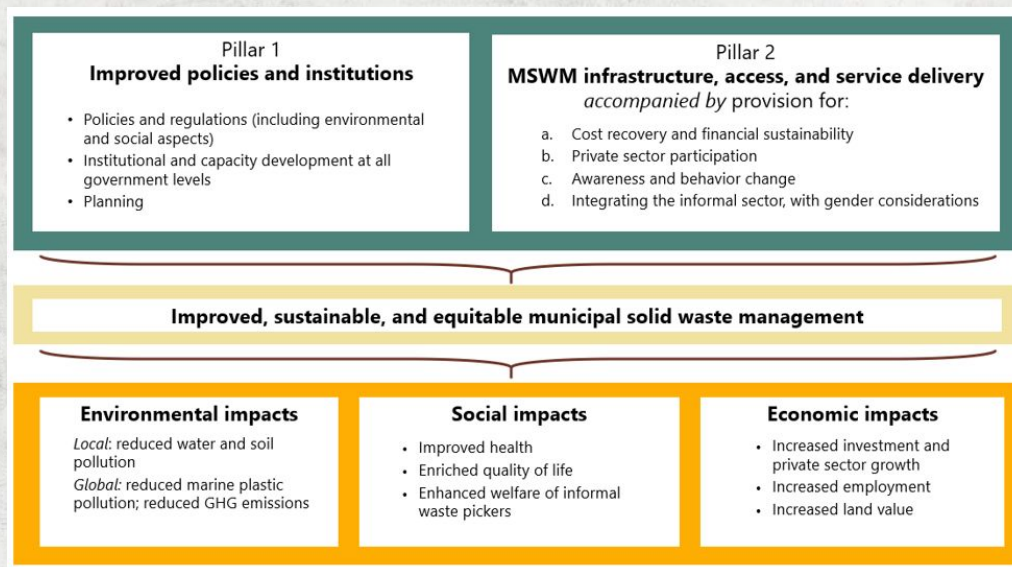 Pillar 1
Improved policies and institutions
• Policies and regulations (including environmental
and social aspects)
• Institutional and capacity development at all
government levels
• Planning
Pillar 2
MSWM infrastructure, access, and service delivery
accompanied by provision for:
a. Cost recovery and financial sustainability
b. Private sector participation
c. Awareness and behavior change
d. Integrating the informal sector, with gender considerations
Improved, sustainable, and equitable municipal solid waste management
Environmental impacts
Local: reduced water and soil
pollution
Global: reduced marine plastic
pollution; reduced GHG emissions
Social impacts
• Improved health
• Enriched quality of life
• Enhanced welfare of informal
waste pickers
Economic impacts
• Increased investment and
private sector growth
• Increased employment
• Increased land value